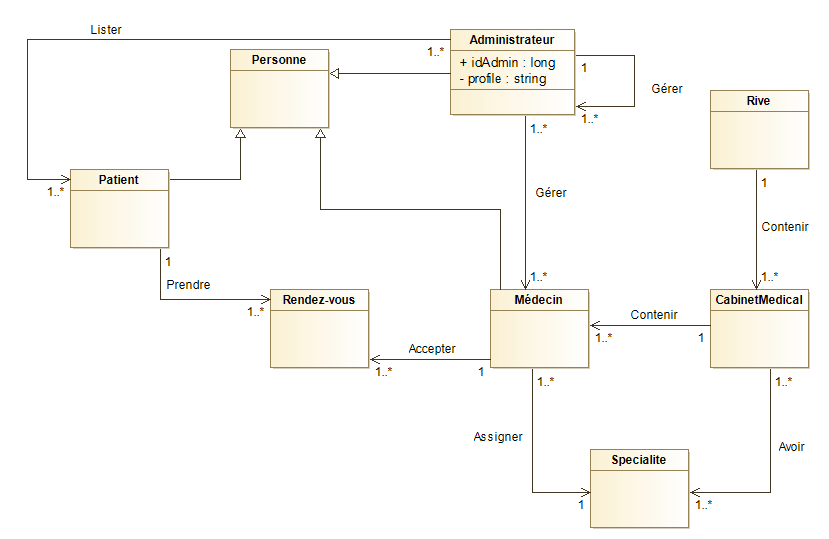 Lister
Administrateur
1..*
Personne
+ idAdmin : long
1
- profile : string
Gérer
Rive
1..*
1..*
Patient
1..*
1
Gérer
Contenir
1
Prendre
1..*
1..*
Rendez-vous
Médecin
CabinetMedical
1..*
Contenir
1..*
1
Accepter
1..*
1
1..*
1..*
Assigner
Avoir
Specialite
1
1..*